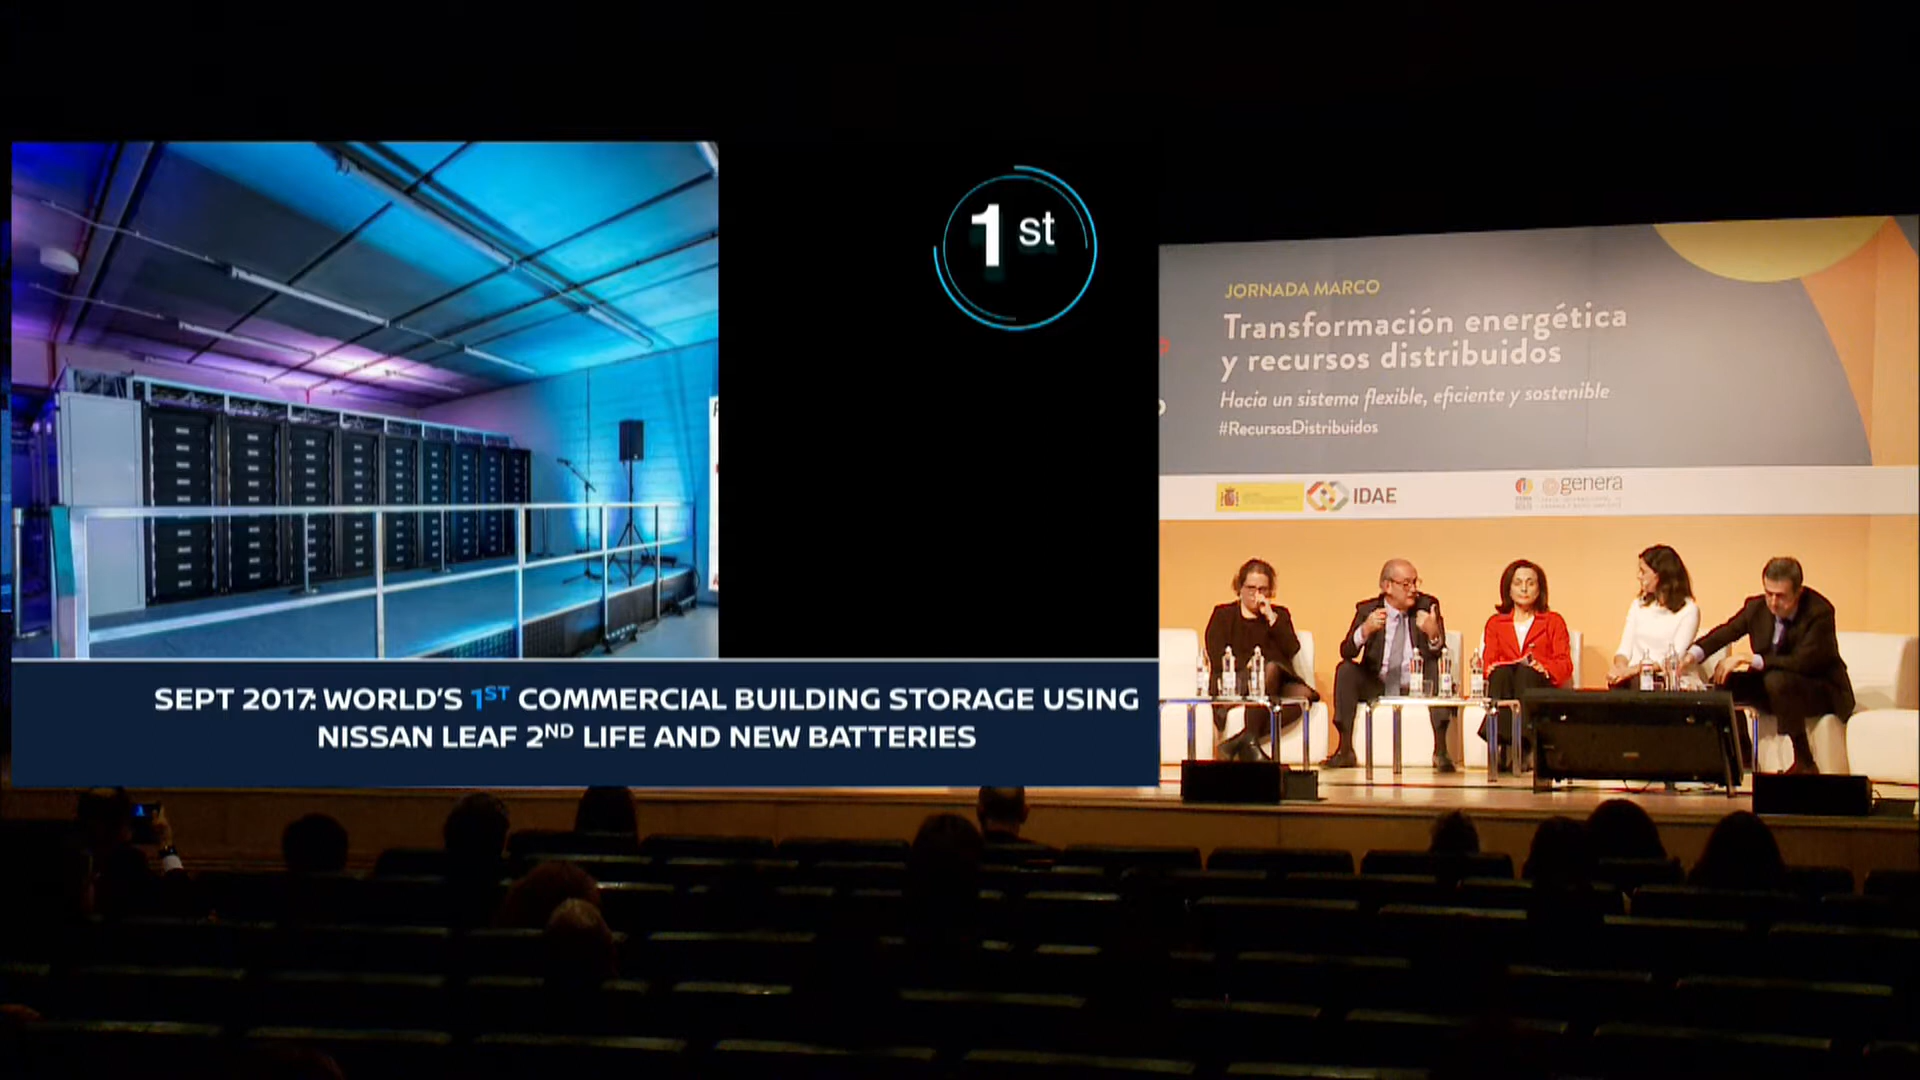 1st
SEPT 2017: WORLD'S 1ST COMMERCIAL BUILDING STORAGE USING
NISSAN LEAF 2ND LIFE AND NEW BATTERIES
JORNADA MARCO
Transformación energética
y recursos distribuidos
Hacia un sistema flexible, eficiente y sostenible
#RecursosDistribuidos
IDAE
genera